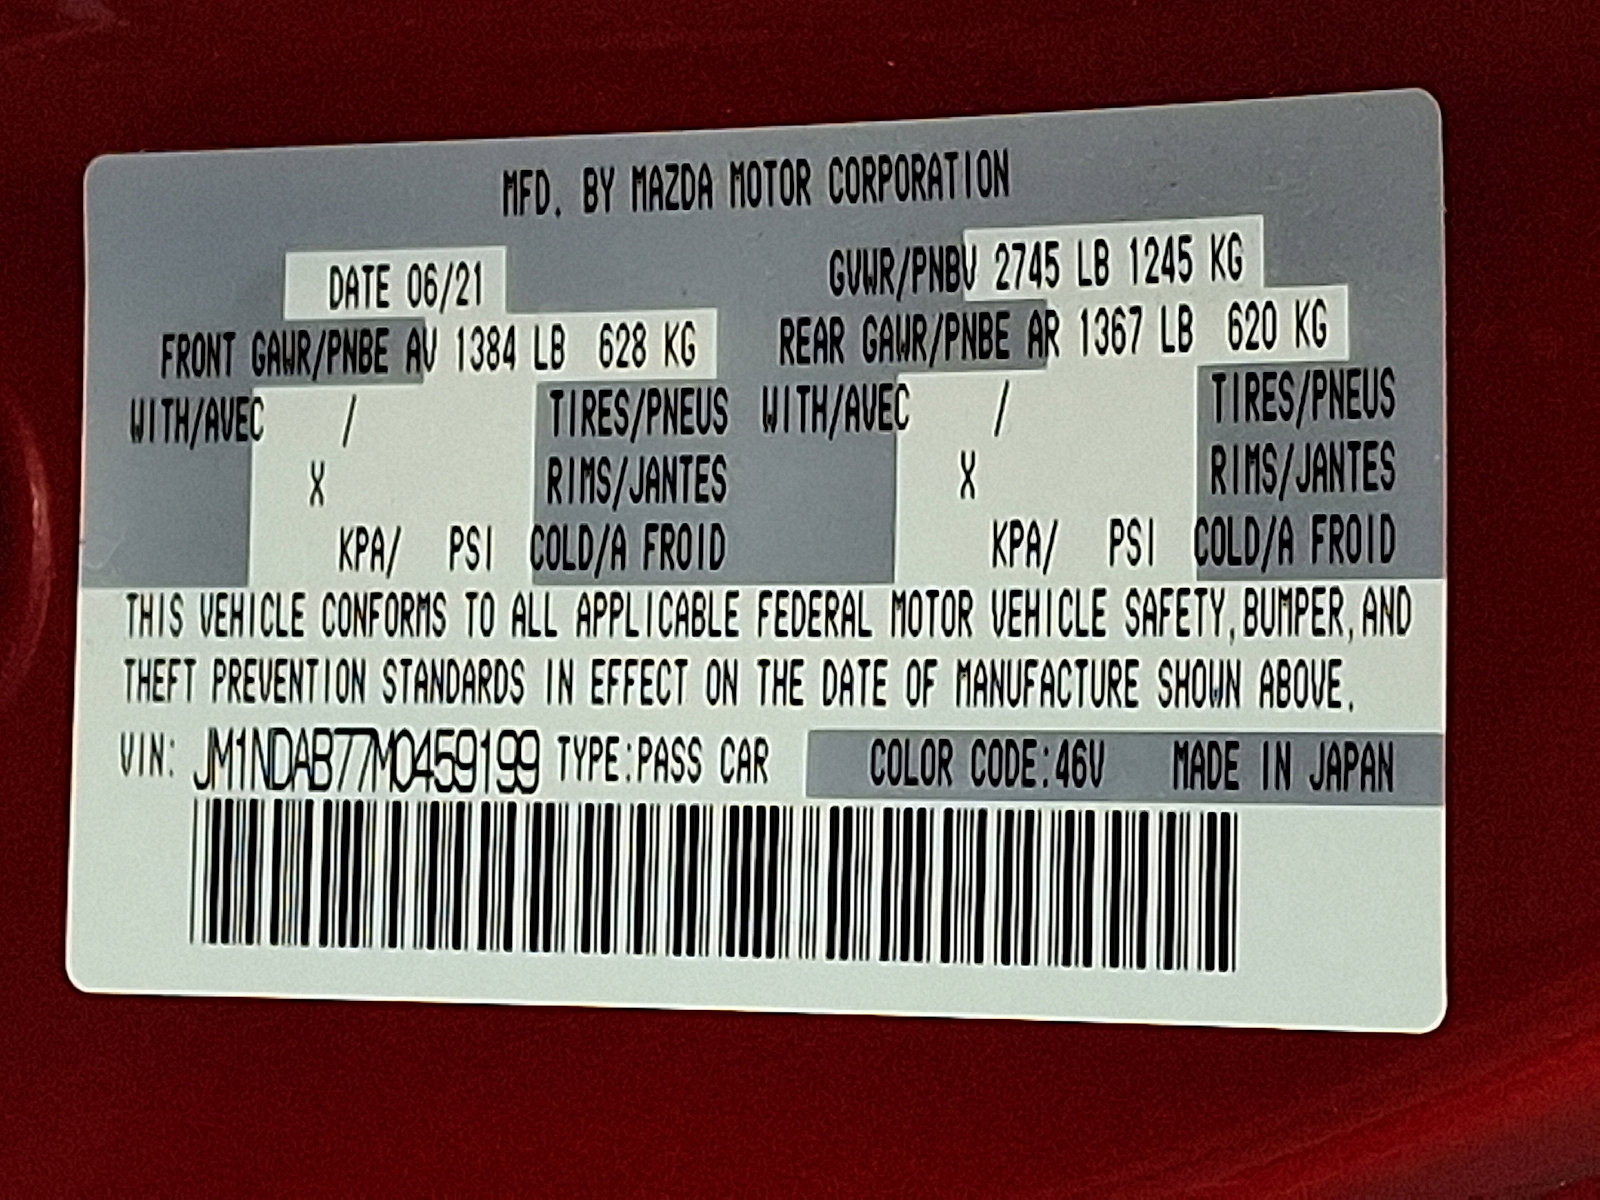 MFD. BY MAZDA MOTOR CORPORATION
DATE 06/21 GVWR/PNBV 2745 LB 1245 KG
FRONT GAWR/PNBE AV 1384 LB 628 KG REAR GAWR/PNBE AR 1367 LB 620 KG
WITH/AVEC / TIRES/PNEUS WITH/AVEC / TIRES/PNEUS
X RIMS/JANTES X RIMS/JANTES
KPA/ PSI COLD/A FROID KPA/ PSI COLD/A FROID
THIS VEHICLE CONFORMS TO ALL APPLICABLE FEDERAL MOTOR VEHICLE SAFETY, BUMPER, AND
THEFT PREVENTION STANDARDS IN EFFECT ON THE DATE OF MANUFACTURE SHOWN ABOVE.
VIN: JM1NDAB77M0459199 TYPE:PASS CAR COLOR CODE:46V MADE IN JAPAN